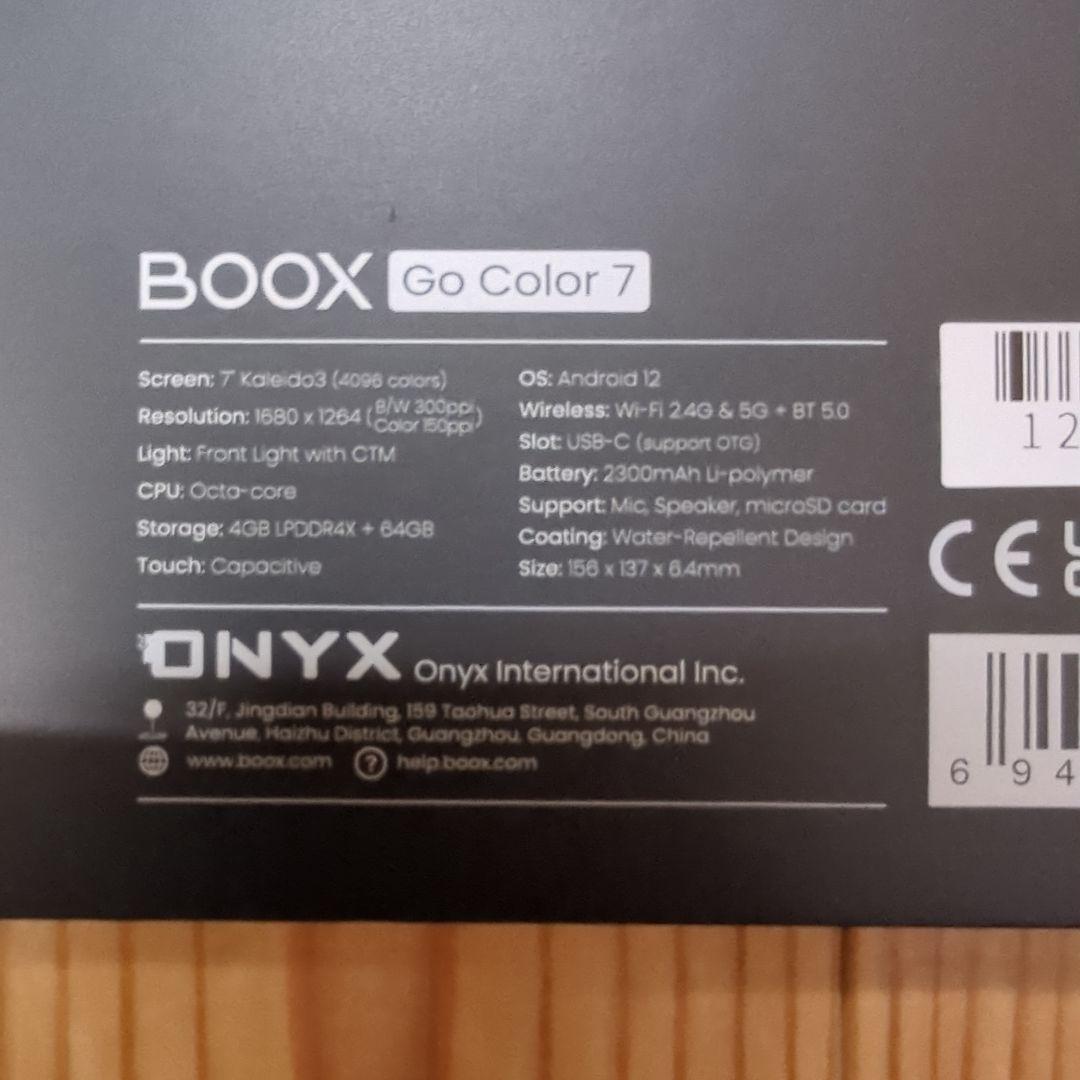 BOOX Go Color 7
Screen: 7" Kaleido3 (4096 colors)
Resolution: 1680 x 1264 (B/W 300ppi Color 150ppi)
Light: Front Light with CTM
CPU: Octa-core
Storage: 4GB LPDDR4X + 64GB
Touch: Capacitive
OS: Android 12
Wireless: Wi-Fi 2.4G & 5G + BT 5.0
Slot: USB-C (support OTG)
Battery: 2300mAh Li-polymer
Support: Mic, Speaker, microSD card
Coating: Water-Repellent Design
Size: 156 x 137 x 6.4mm
ONYX Onyx International Inc.
32/F, Jingdian Building, 159 Taohua Street, South Guangzhou
Avenue, Haizhu District, Guangzhou, Guangdong, China
www.boox.com ? help.boox.com
12
CE
6 94